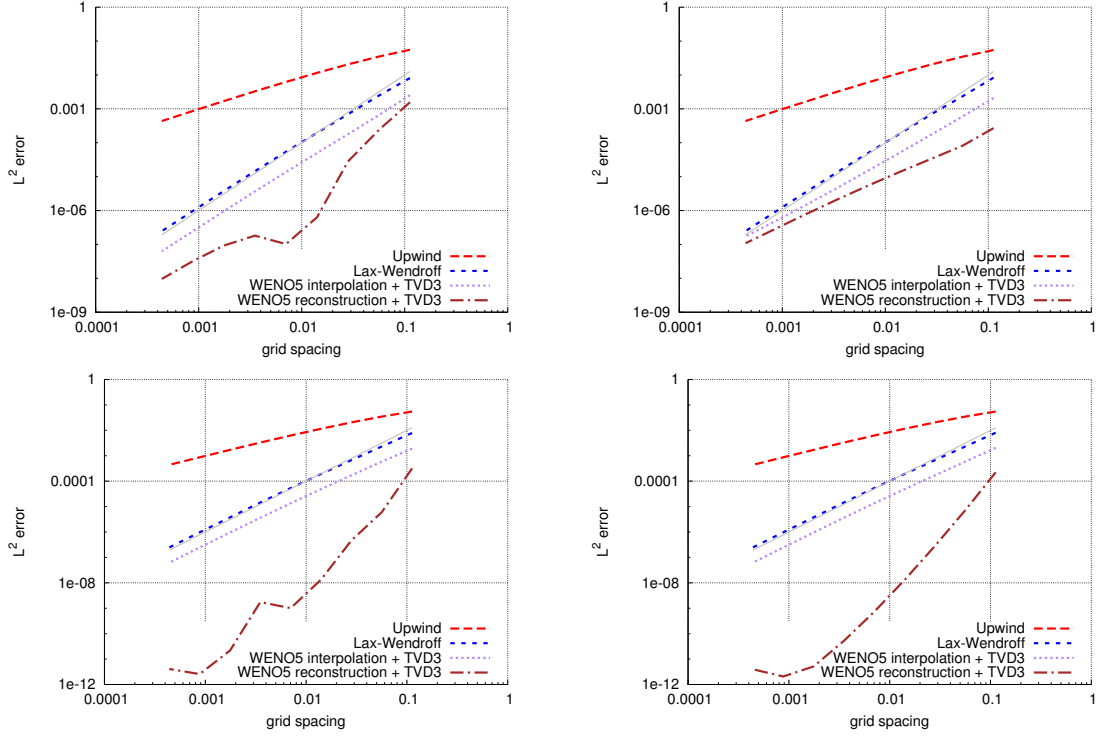 1
0.001
1e-06
1e-09
L² error
Upwind
Lax-Wendroff
WENO5 interpolation + TVD3
WENO5 reconstruction + TVD3
0.0001 0.001 0.01 0.1 1
grid spacing
1
0.001
1e-06
1e-09
L² error
Upwind
Lax-Wendroff
WENO5 interpolation + TVD3
WENO5 reconstruction + TVD3
0.0001 0.001 0.01 0.1 1
grid spacing
1
0.0001
1e-08
1e-12
L² error
Upwind
Lax-Wendroff
WENO5 interpolation + TVD3
WENO5 reconstruction + TVD3
0.0001 0.001 0.01 0.1 1
grid spacing
1
0.0001
1e-08
1e-12
L² error
Upwind
Lax-Wendroff
WENO5 interpolation + TVD3
WENO5 reconstruction + TVD3
0.0001 0.001 0.01 0.1 1
grid spacing